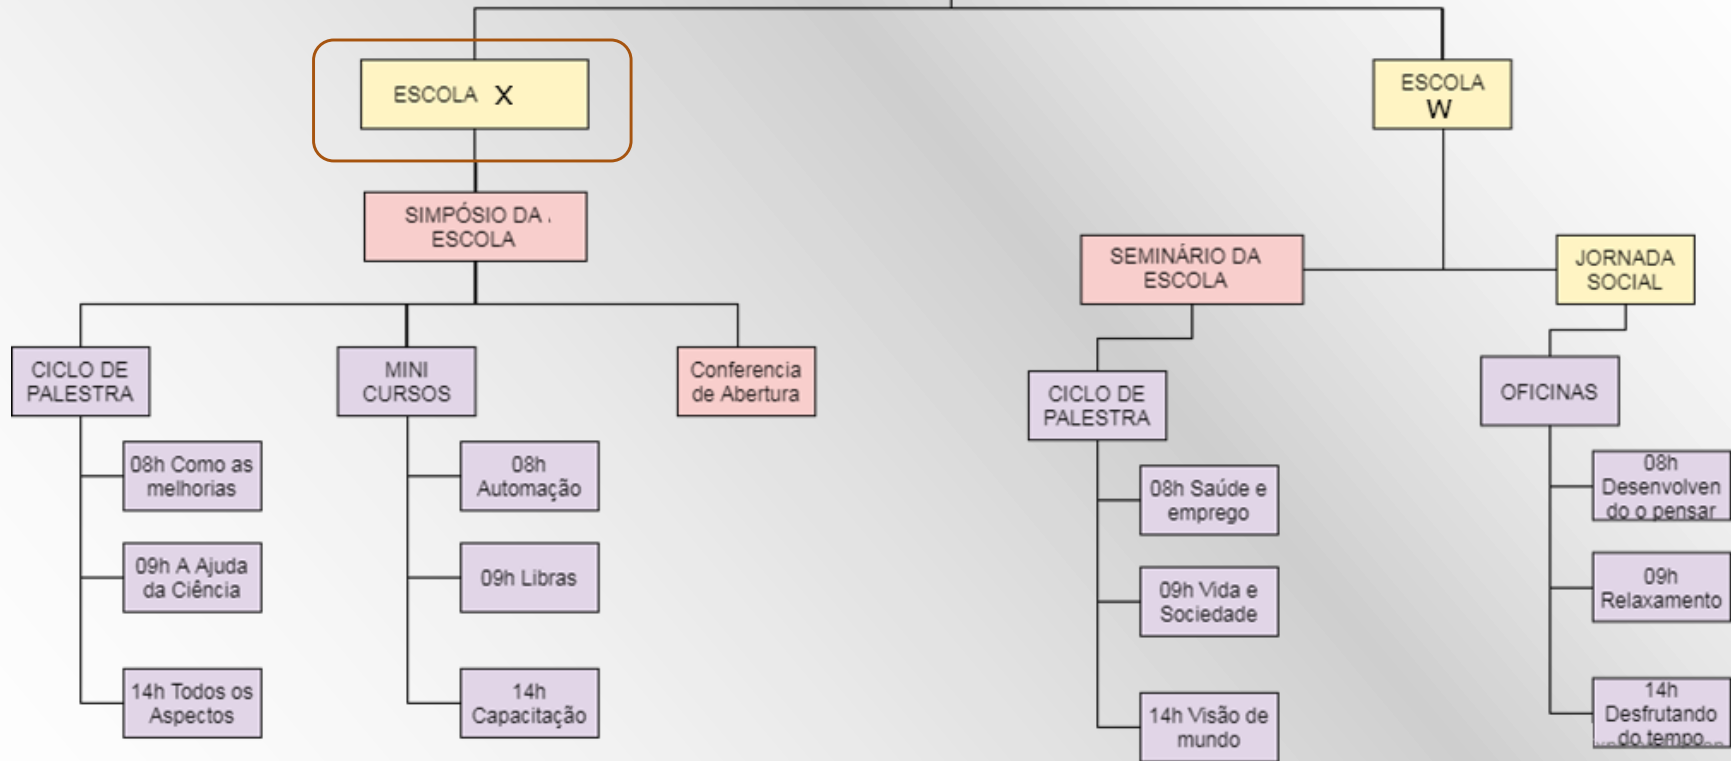 ESCOLA X
SIMPÓSIO DA
ESCOLA
CICLO DE
PALESTRA
08h Como as
melhorias
09h A Ajuda
da Ciência
14h Todos os
Aspectos
MINI
CURSOS
08h
Automação
09h Libras
14h
Capacitação
Conferencia
de Abertura
ESCOLA
W
SEMINÁRIO DA
ESCOLA
CICLO DE
PALESTRA
08h Saúde e
emprego
09h Vida e
Sociedade
14h Visão de
mundo
JORNADA
SOCIAL
OFICINAS
08h
Desenvolven
do o pensar
09h
Relaxamento
14h
Desfrutando
do tempo